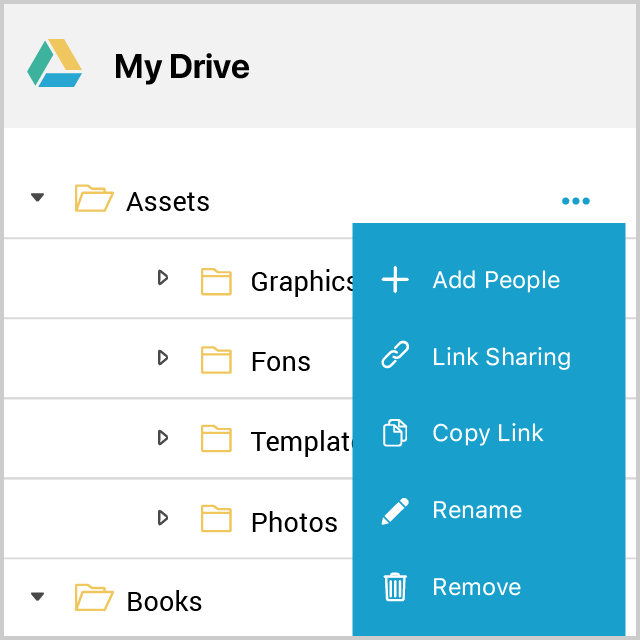 My Drive
Assets
Graphics
Add People
Link Sharing
Fons
Copy Link
Templat
Rename
Photos
Remove
Books